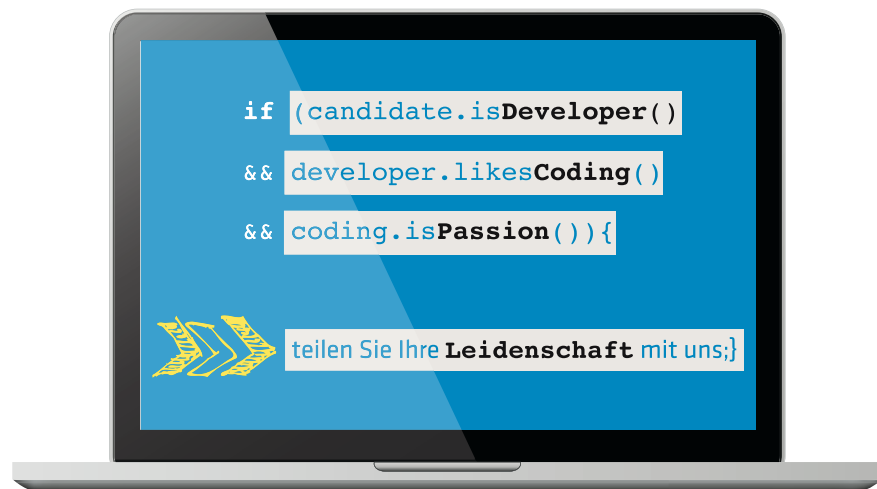 if (candidate.isDeveloper()
&& developer.likesCoding()
&& coding.isPassion()){
teilen Sie Ihre Leidenschaft mit uns;}